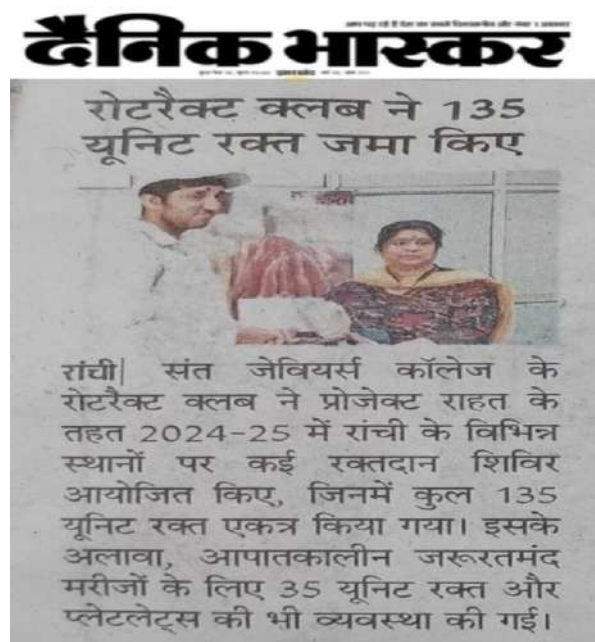 दैनिक भास्कर
रोटरैक्ट क्लब ने 135
यूनिट रक्त जमा किए
रांची| संत जेवियर्स कॉलेज के
रोटरैक्ट क्लब ने प्रोजेक्ट राहत के
तहत 2024-25 में रांची के विभिन्न
स्थानों पर कई रक्तदान शिविर
आयोजित किए, जिनमें कुल 135
यूनिट रक्त एकत्र किया गया। इसके
अलावा, आपातकालीन जरूरतमंद
मरीजों के लिए 35 यूनिट रक्त और
प्लेटलेट्स की भी व्यवस्था की गई।